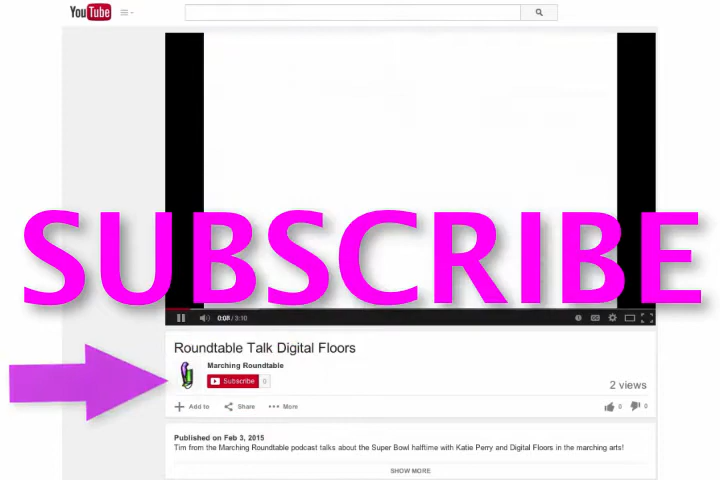 YouTube
SUBSCRIBE
0:08 / 3:10
Roundtable Talk Digital Floors
Marching Roundtable
Subscribe 0
2 views
Add to Share More 0 0
Published on Feb 3, 2015
Tim from the Marching Roundtable podcast talks about the Super Bowl halftime with Katie Perry and Digital Floors in the marching arts!
SHOW MORE